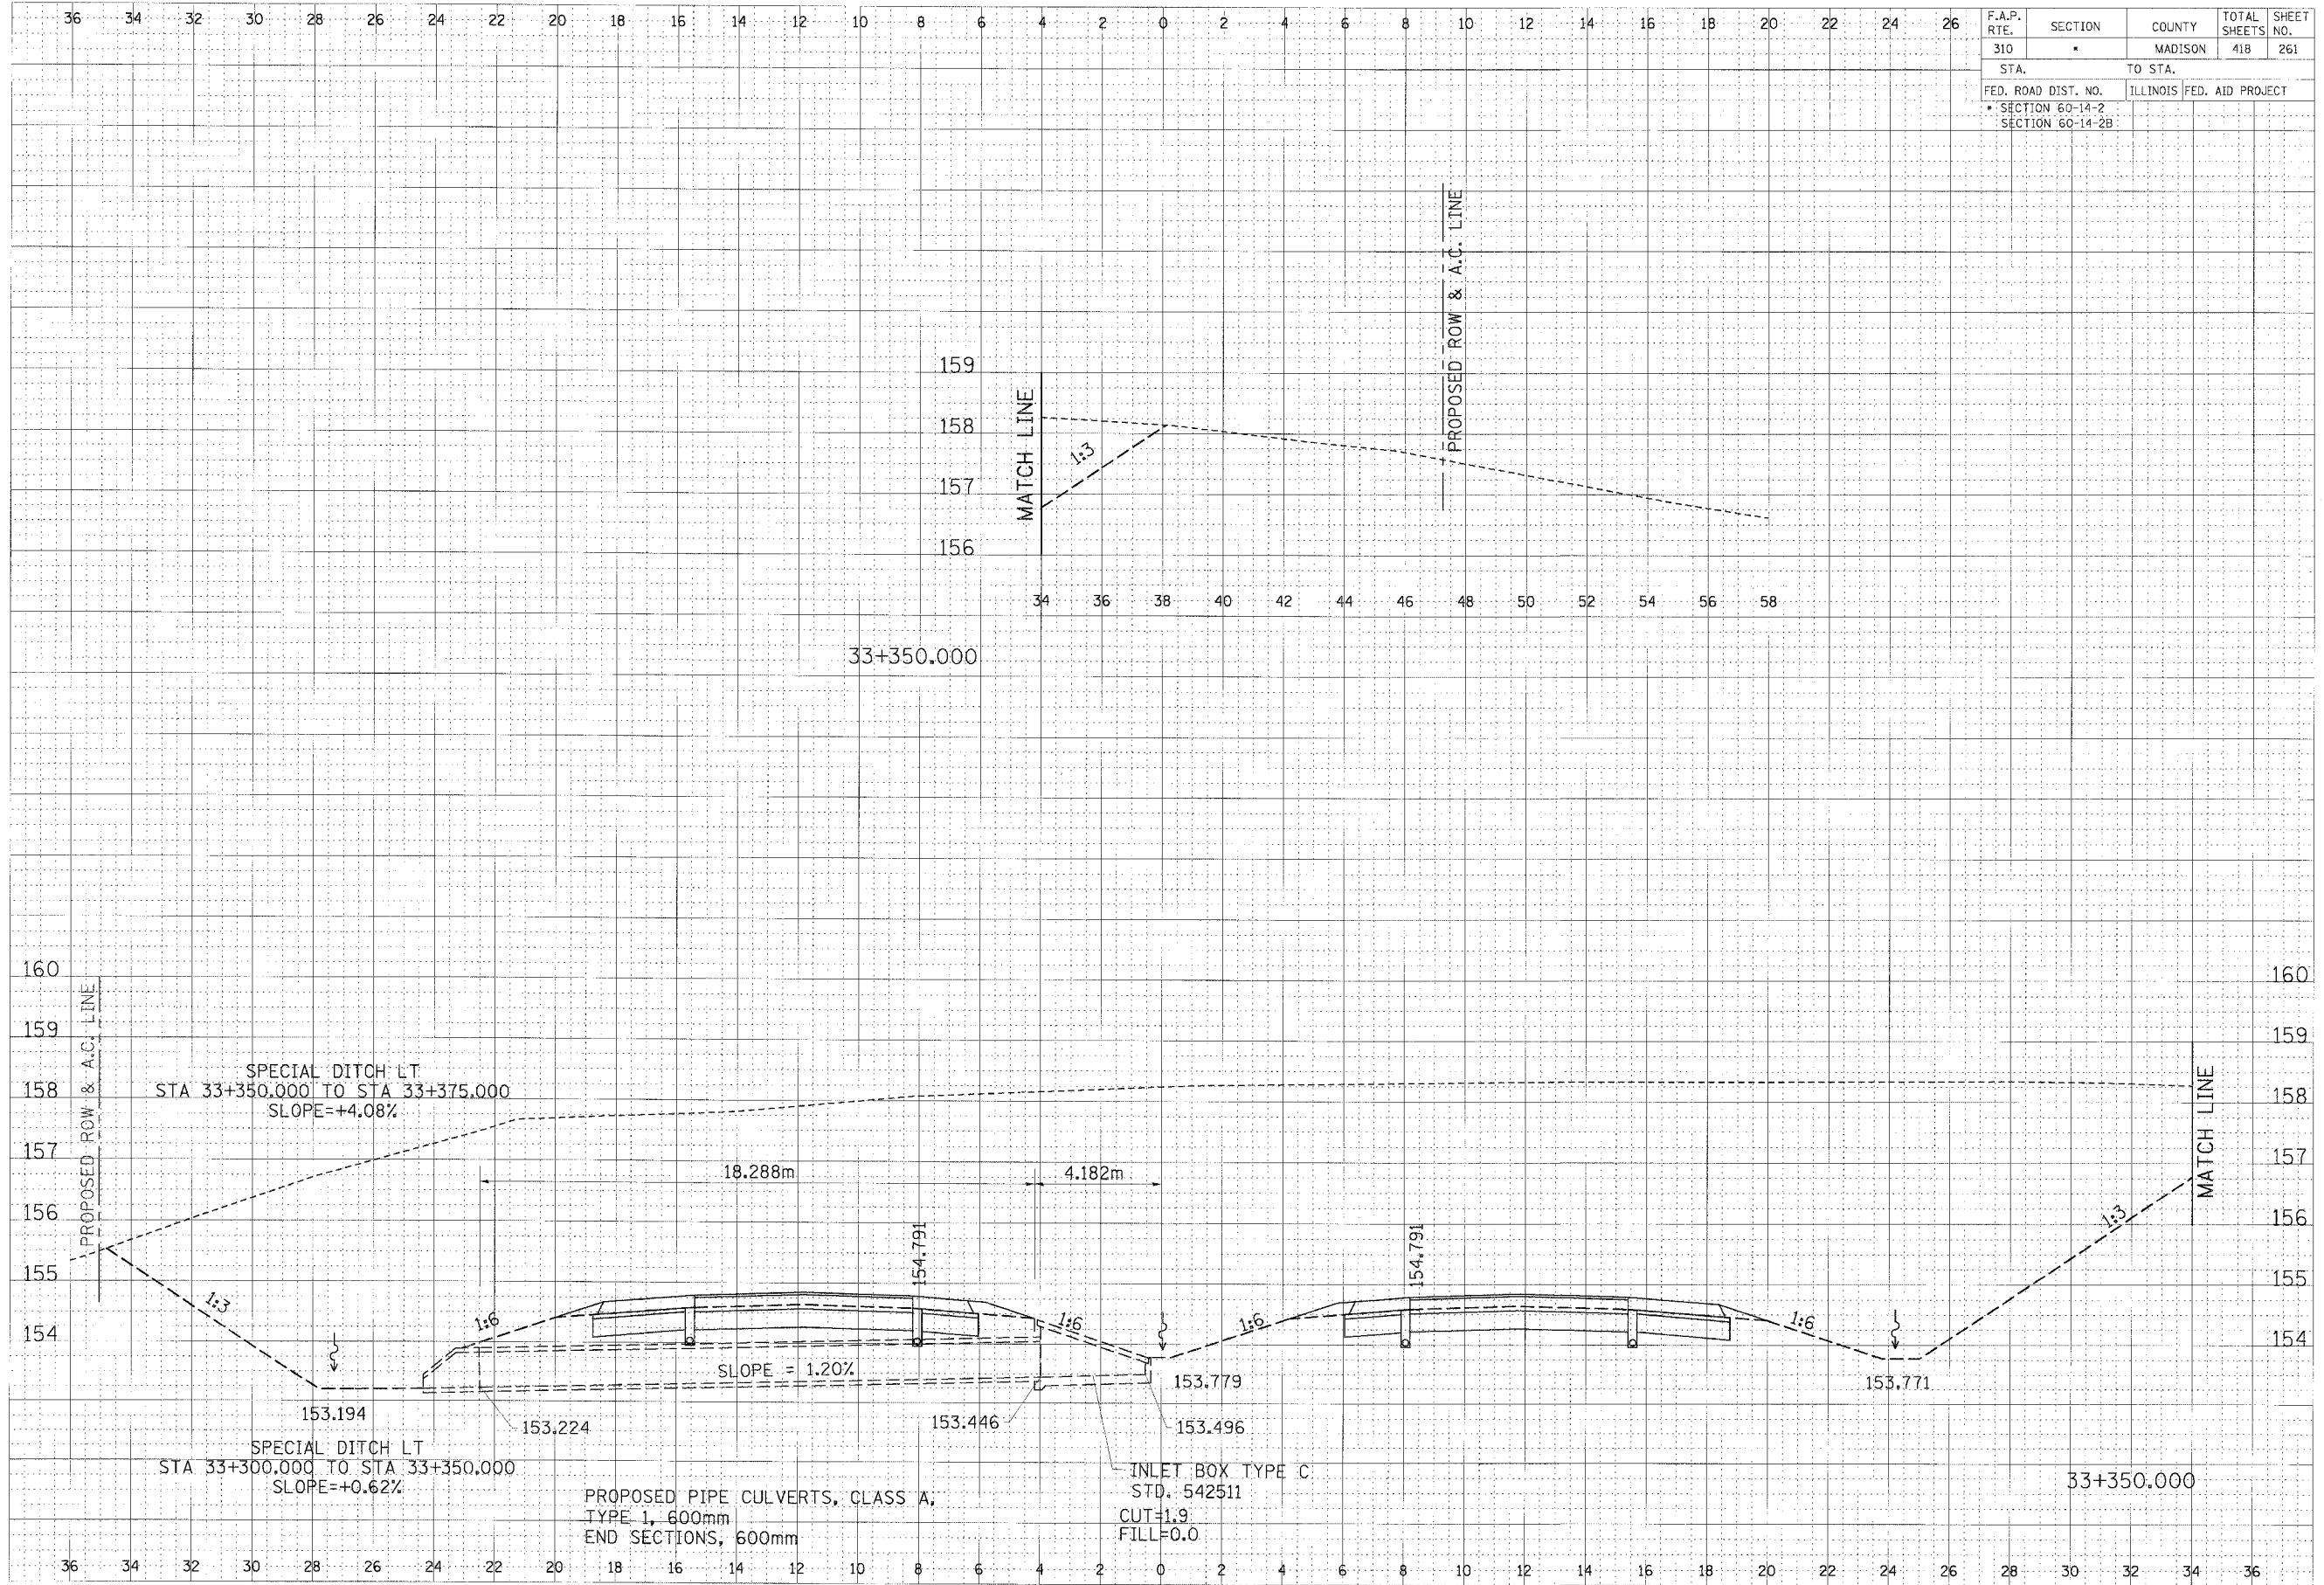 36 34 32 30 28 26 24 22 20 18 16 14 12 10 8 6 4 2 0 2 4 6 8 10 12 14 16 18 20 22 24 26
F.A.P. RTE. SECTION COUNTY TOTAL SHEETS SHEET NO.
310 * MADISON 418 261
STA. TO STA.
FED. ROAD DIST. NO. ILLINOIS FED. AID PROJECT
* SECTION 60-14-2
SECTION 60-14-2B
PROPOSED ROW & A.C. LINE
159
MATCH LINE
158
1:3
157
156
34 36 38 40 42 44 46 48 50 52 54 56 58
33+350.000
160 160
PROPOSED ROW & A.C. LINE
159 159
SPECIAL DITCH LT
STA 33+350.000 TO STA 33+375.000
SLOPE=+4.08%
158 158
MATCH LINE
157 157
18.288m 4.182m
156 156
1:3
154.791 154.791
155 155
1:3 1:6 1:6 1:6 1:6
154 154
SLOPE = 1.20%
153.779 153.771
153.194 153.224 153.446 153.496
SPECIAL DITCH LT
STA 33+300.000 TO STA 33+350.000
SLOPE=+0.62%
INLET BOX TYPE C
STD. 542511
CUT=1.9
FILL=0.0
33+350.000
PROPOSED PIPE CULVERTS, CLASS A,
TYPE 1, 600mm
END SECTIONS, 600mm
36 34 32 30 28 26 24 22 20 18 16 14 12 10 8 6 4 2 0 2 4 6 8 10 12 14 16 18 20 22 24 26 28 30 32 34 36